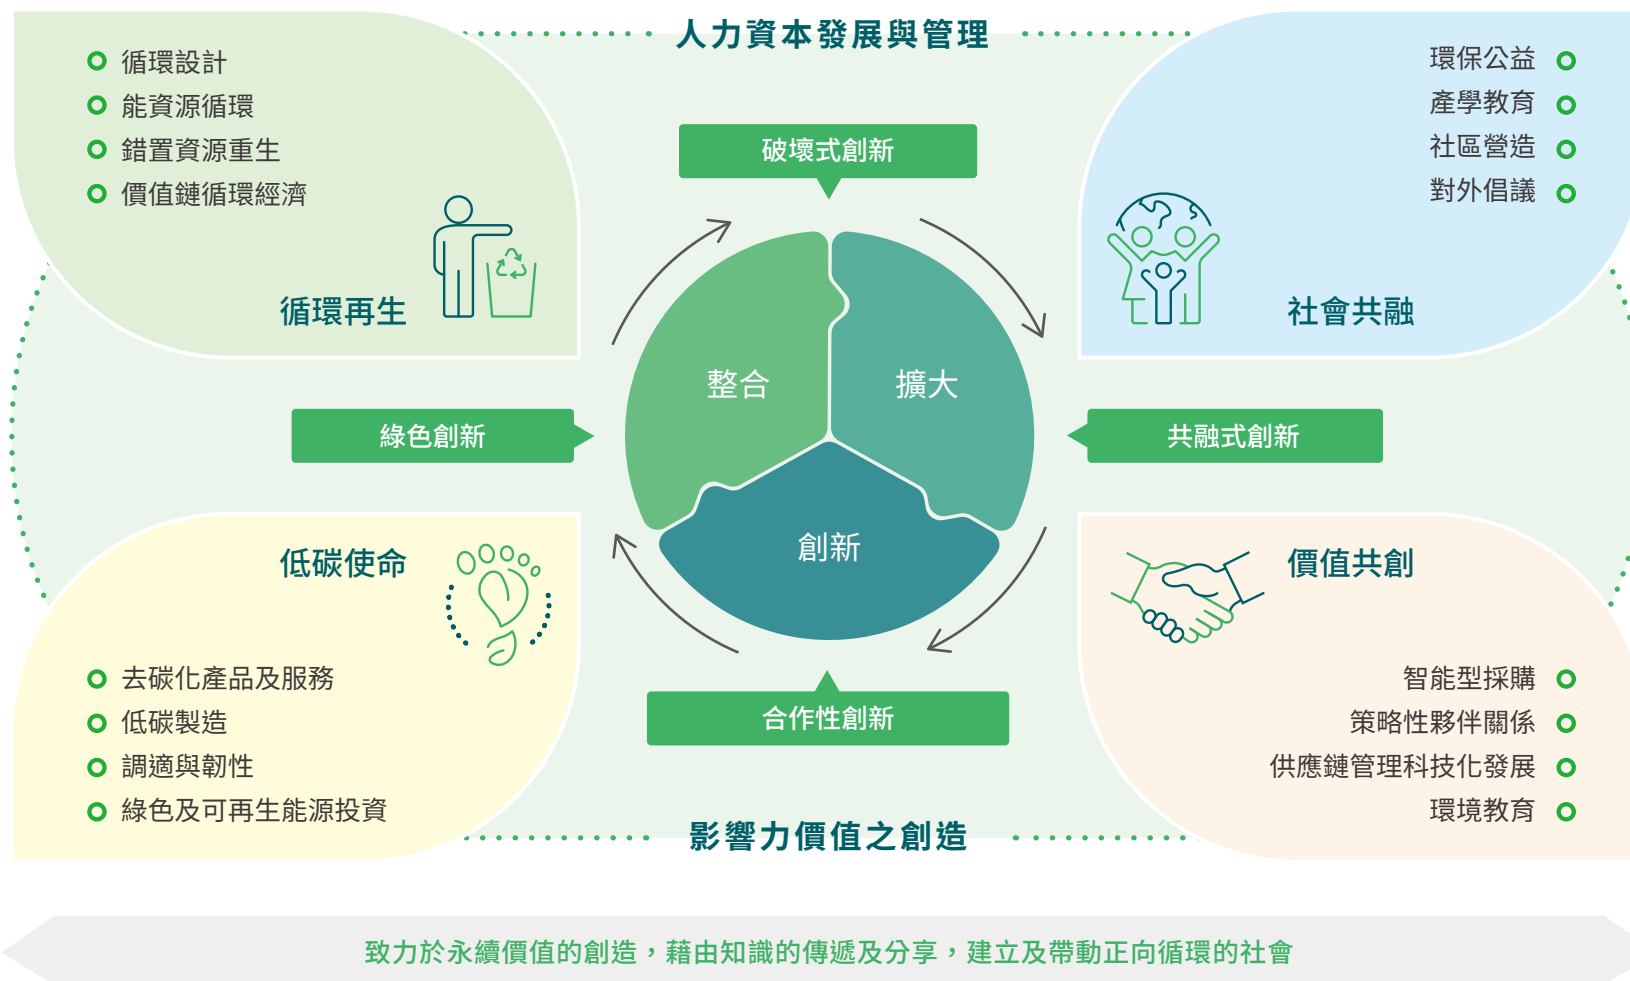 人力資本發展與管理
循環設計
能資源循環
錯置資源重生
價值鏈循環經濟
循環再生
環保公益
產學教育
社區營造
對外倡議
社會共融
破壞式創新
整合
擴大
創新
綠色創新
共融式創新
合作性創新
低碳使命
去碳化產品及服務
低碳製造
調適與韌性
綠色及可再生能源投資
價值共創
智能型採購
策略性夥伴關係
供應鏈管理科技化發展
環境教育
影響力價值之創造
致力於永續價值的創造，藉由知識的傳遞及分享，建立及帶動正向循環的社會